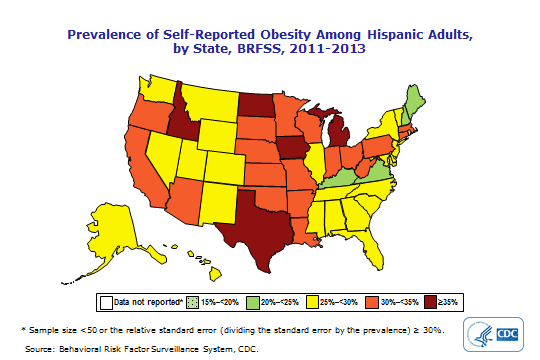 Prevalence of Self-Reported Obesity Among Hispanic Adults,
by State, BRFSS, 2011-2013
Data not reported* 15%–<20% 20%–<25% 25%–<30% 30%–<35% ≥35%
* Sample size <50 or the relative standard error (dividing the standard error by the prevalence) ≥ 30%.
Source: Behavioral Risk Factor Surveillance System, CDC.
CDC